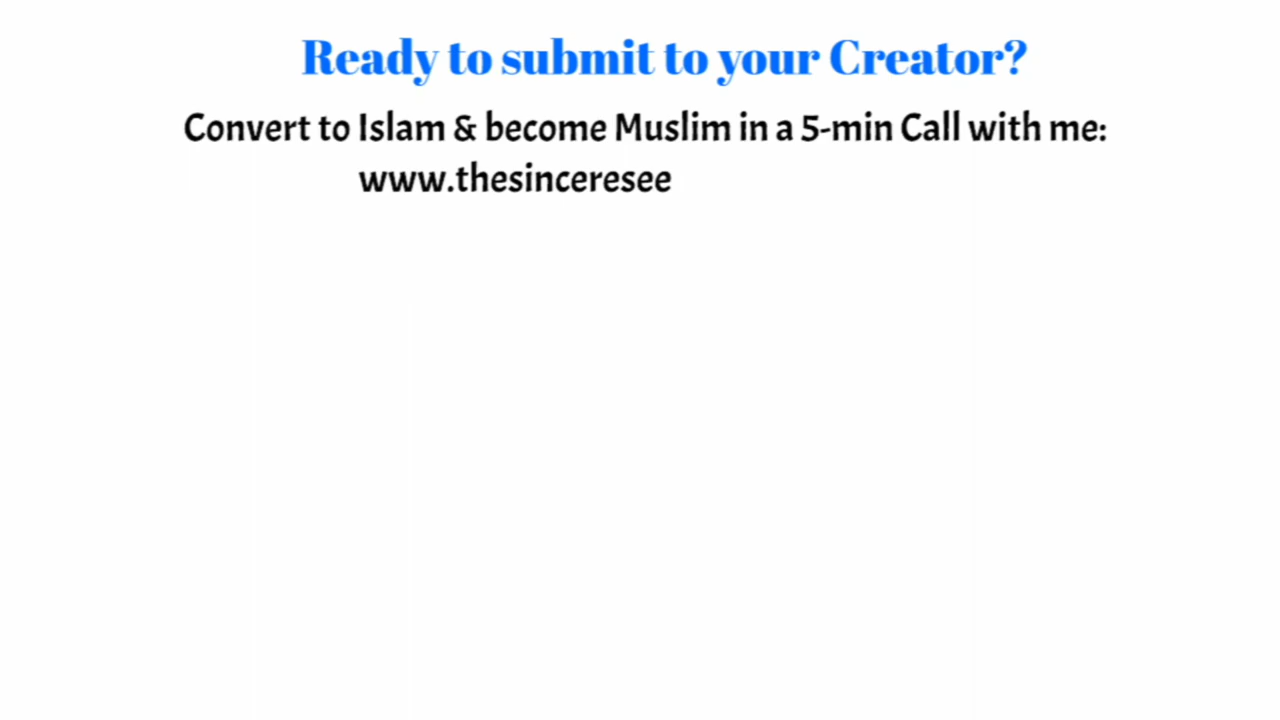 Ready to submit to your Creator?
Convert to Islam & become Muslim in a 5-min Call with me:
www.thesinceresee